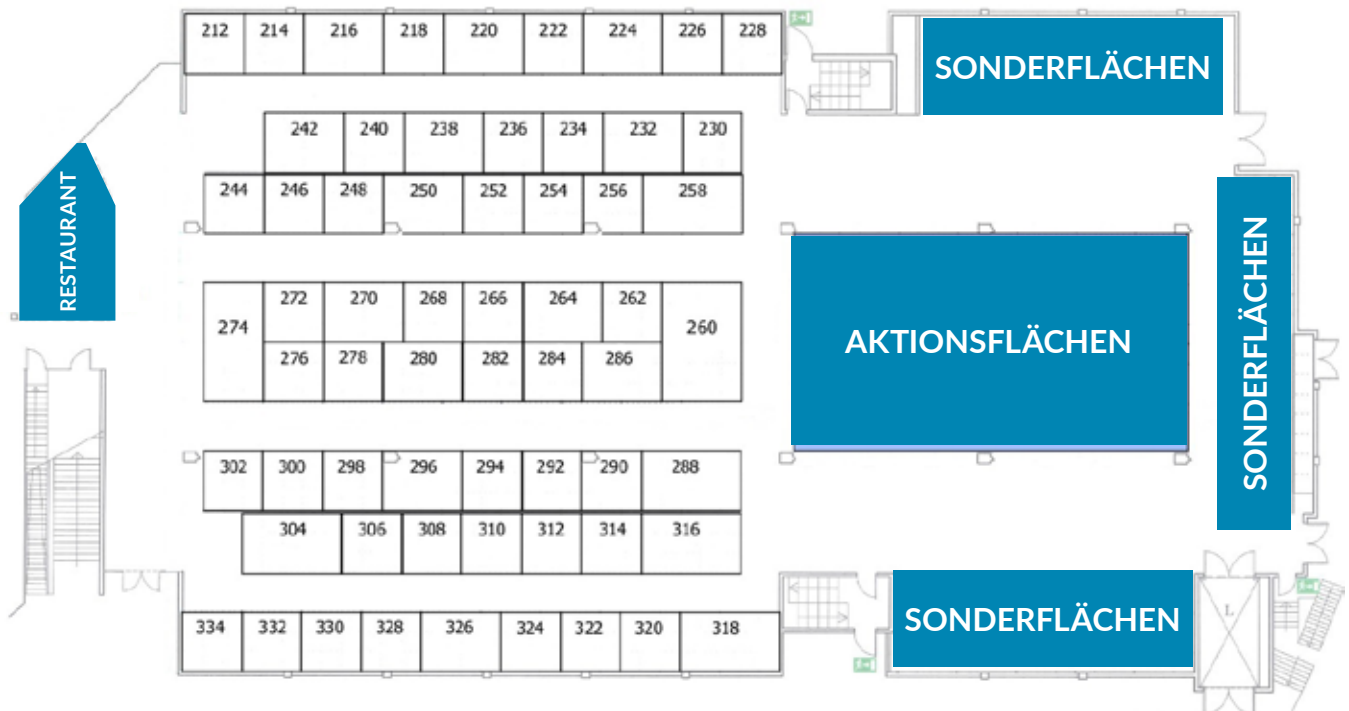 212 214 216 218 220 222 224 226 228
SONDERFLÄCHEN
242 240 238 236 234 232 230
244 246 248 250 252 254 256 258
RESTAURANT
SONDERFLÄCHEN
272 270 268 266 264 262
274 260
276 278 280 282 284 286
AKTIONSFLÄCHEN
302 300 298 296 294 292 290 288
304 306 308 310 312 314 316
334 332 330 328 326 324 322 320 318
SONDERFLÄCHEN
L